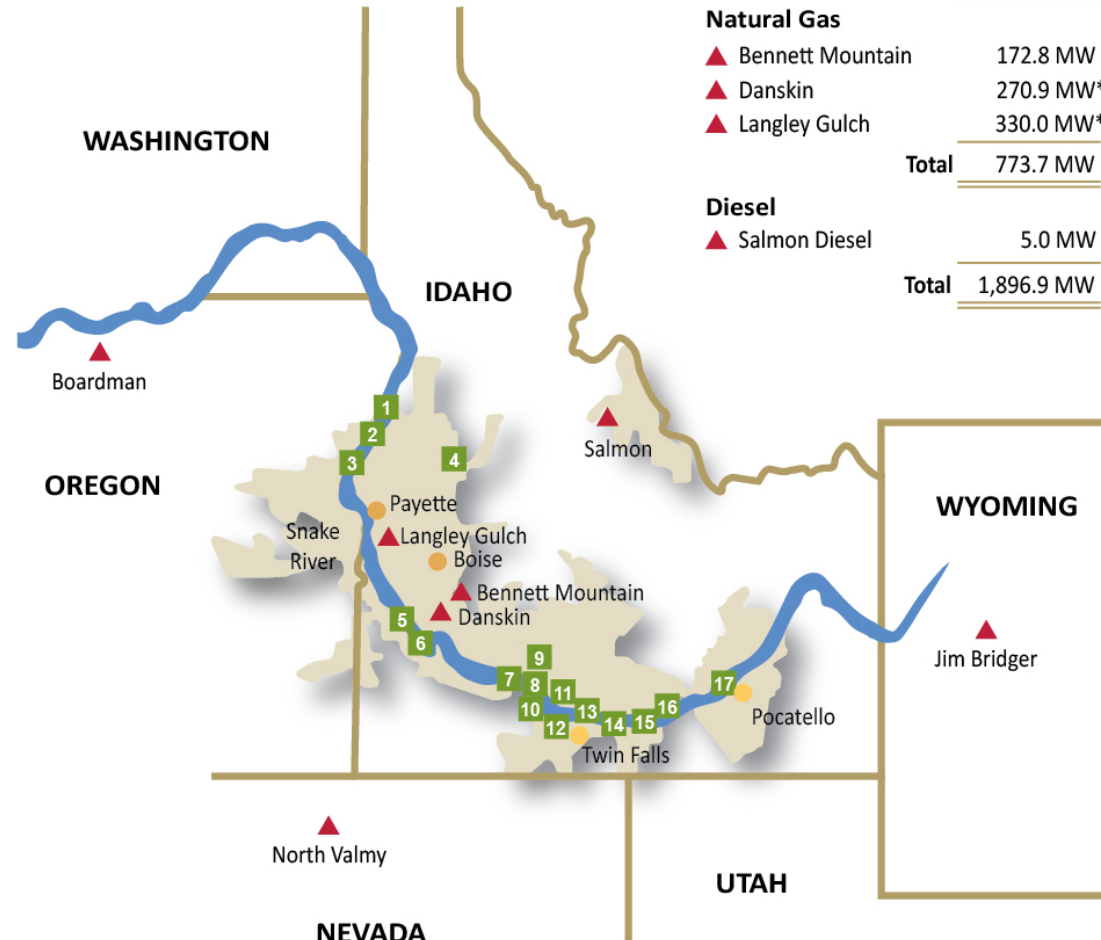 Natural Gas
Bennett Mountain 172.8 MW
Danskin 270.9 MW*
Langley Gulch 330.0 MW*
Total 773.7 MW
Diesel
Salmon Diesel 5.0 MW
Total 1,896.9 MW
WASHINGTON
IDAHO
Boardman
1
2
3
4
Salmon
OREGON
WYOMING
Payette
Snake
River
Langley Gulch
Boise
Bennett Mountain
Danskin
5
6
9
7
8
11
10
13
12
14
15
16
17
Jim Bridger
Pocatello
Twin Falls
North Valmy
UTAH
NEVADA